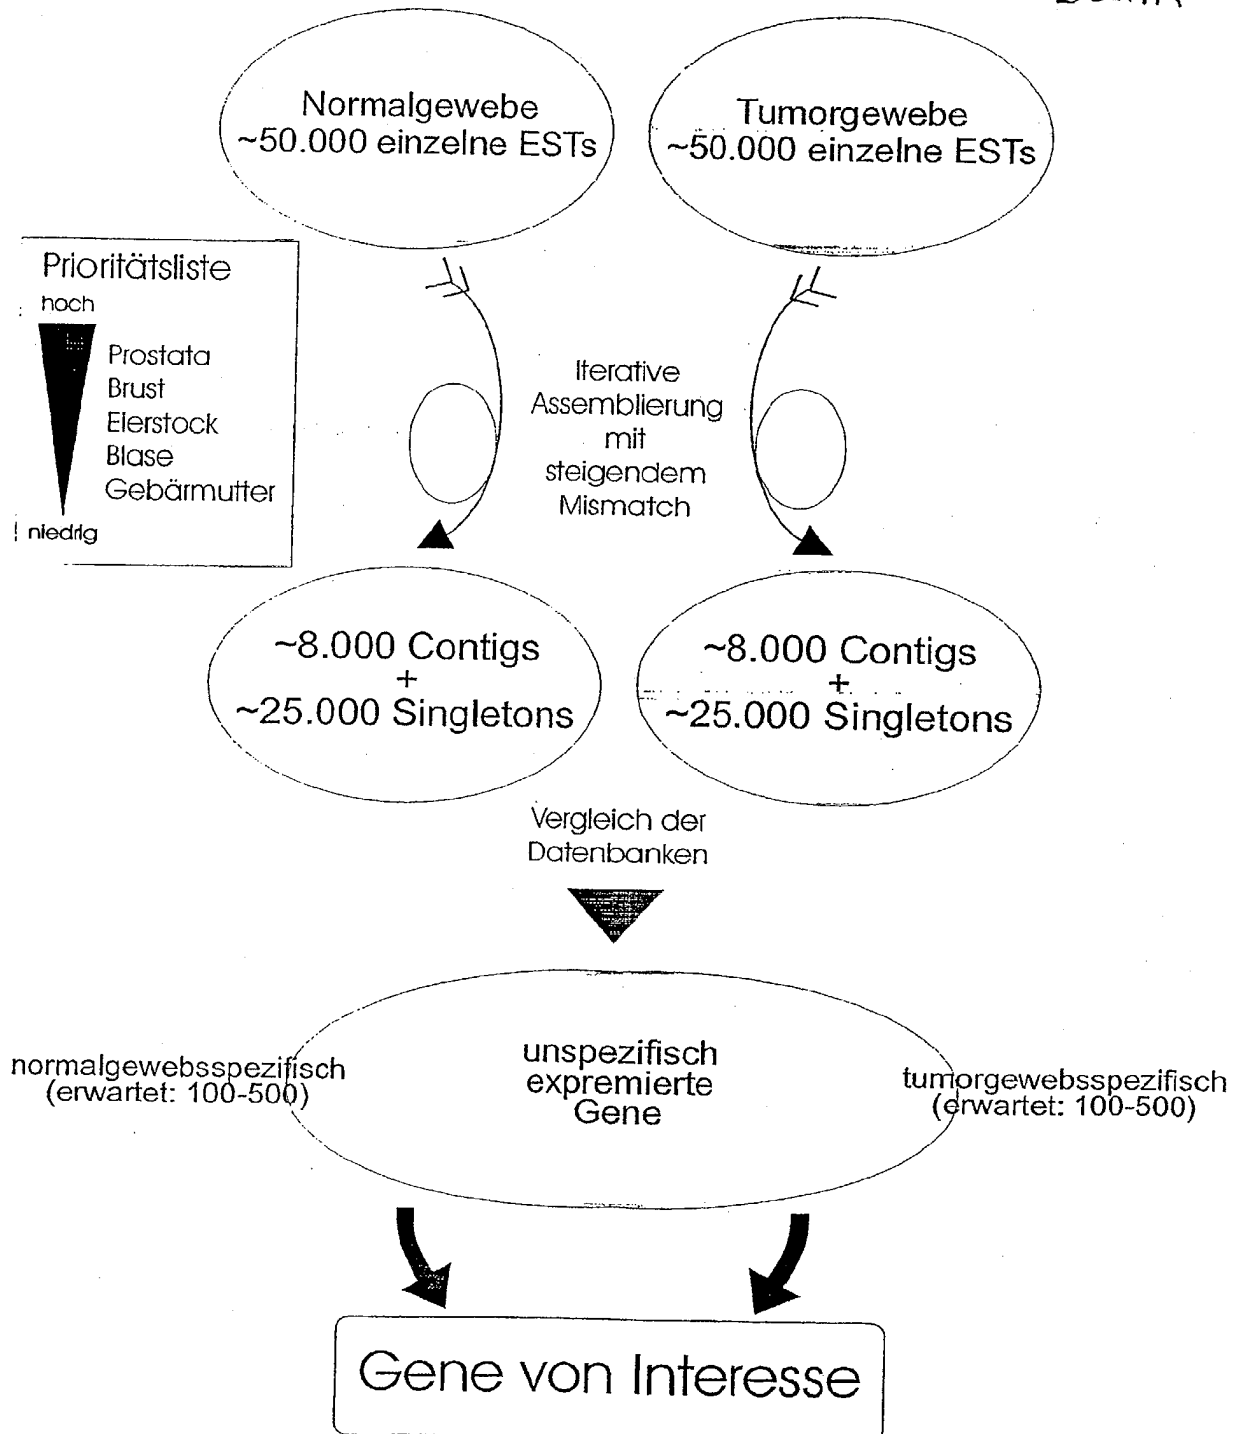 Normalgewebe
~50.000 einzelne ESTs
Tumorgewebe
~50.000 einzelne ESTs
Prioritätsliste
hoch
Prostata
Brust
Eierstock
Blase
Gebärmutter
niedrig
Iterative
Assemblierung
mit
steigendem
Mismatch
~8.000 Contigs
+
~25.000 Singletons
~8.000 Contigs
+
~25.000 Singletons
Vergleich der
Datenbanken
normalgewebsspezifisch
(erwartet: 100-500)
unspezifisch
expremierte
Gene
tumorgewebsspezifisch
(erwartet: 100-500)
Gene von Interesse